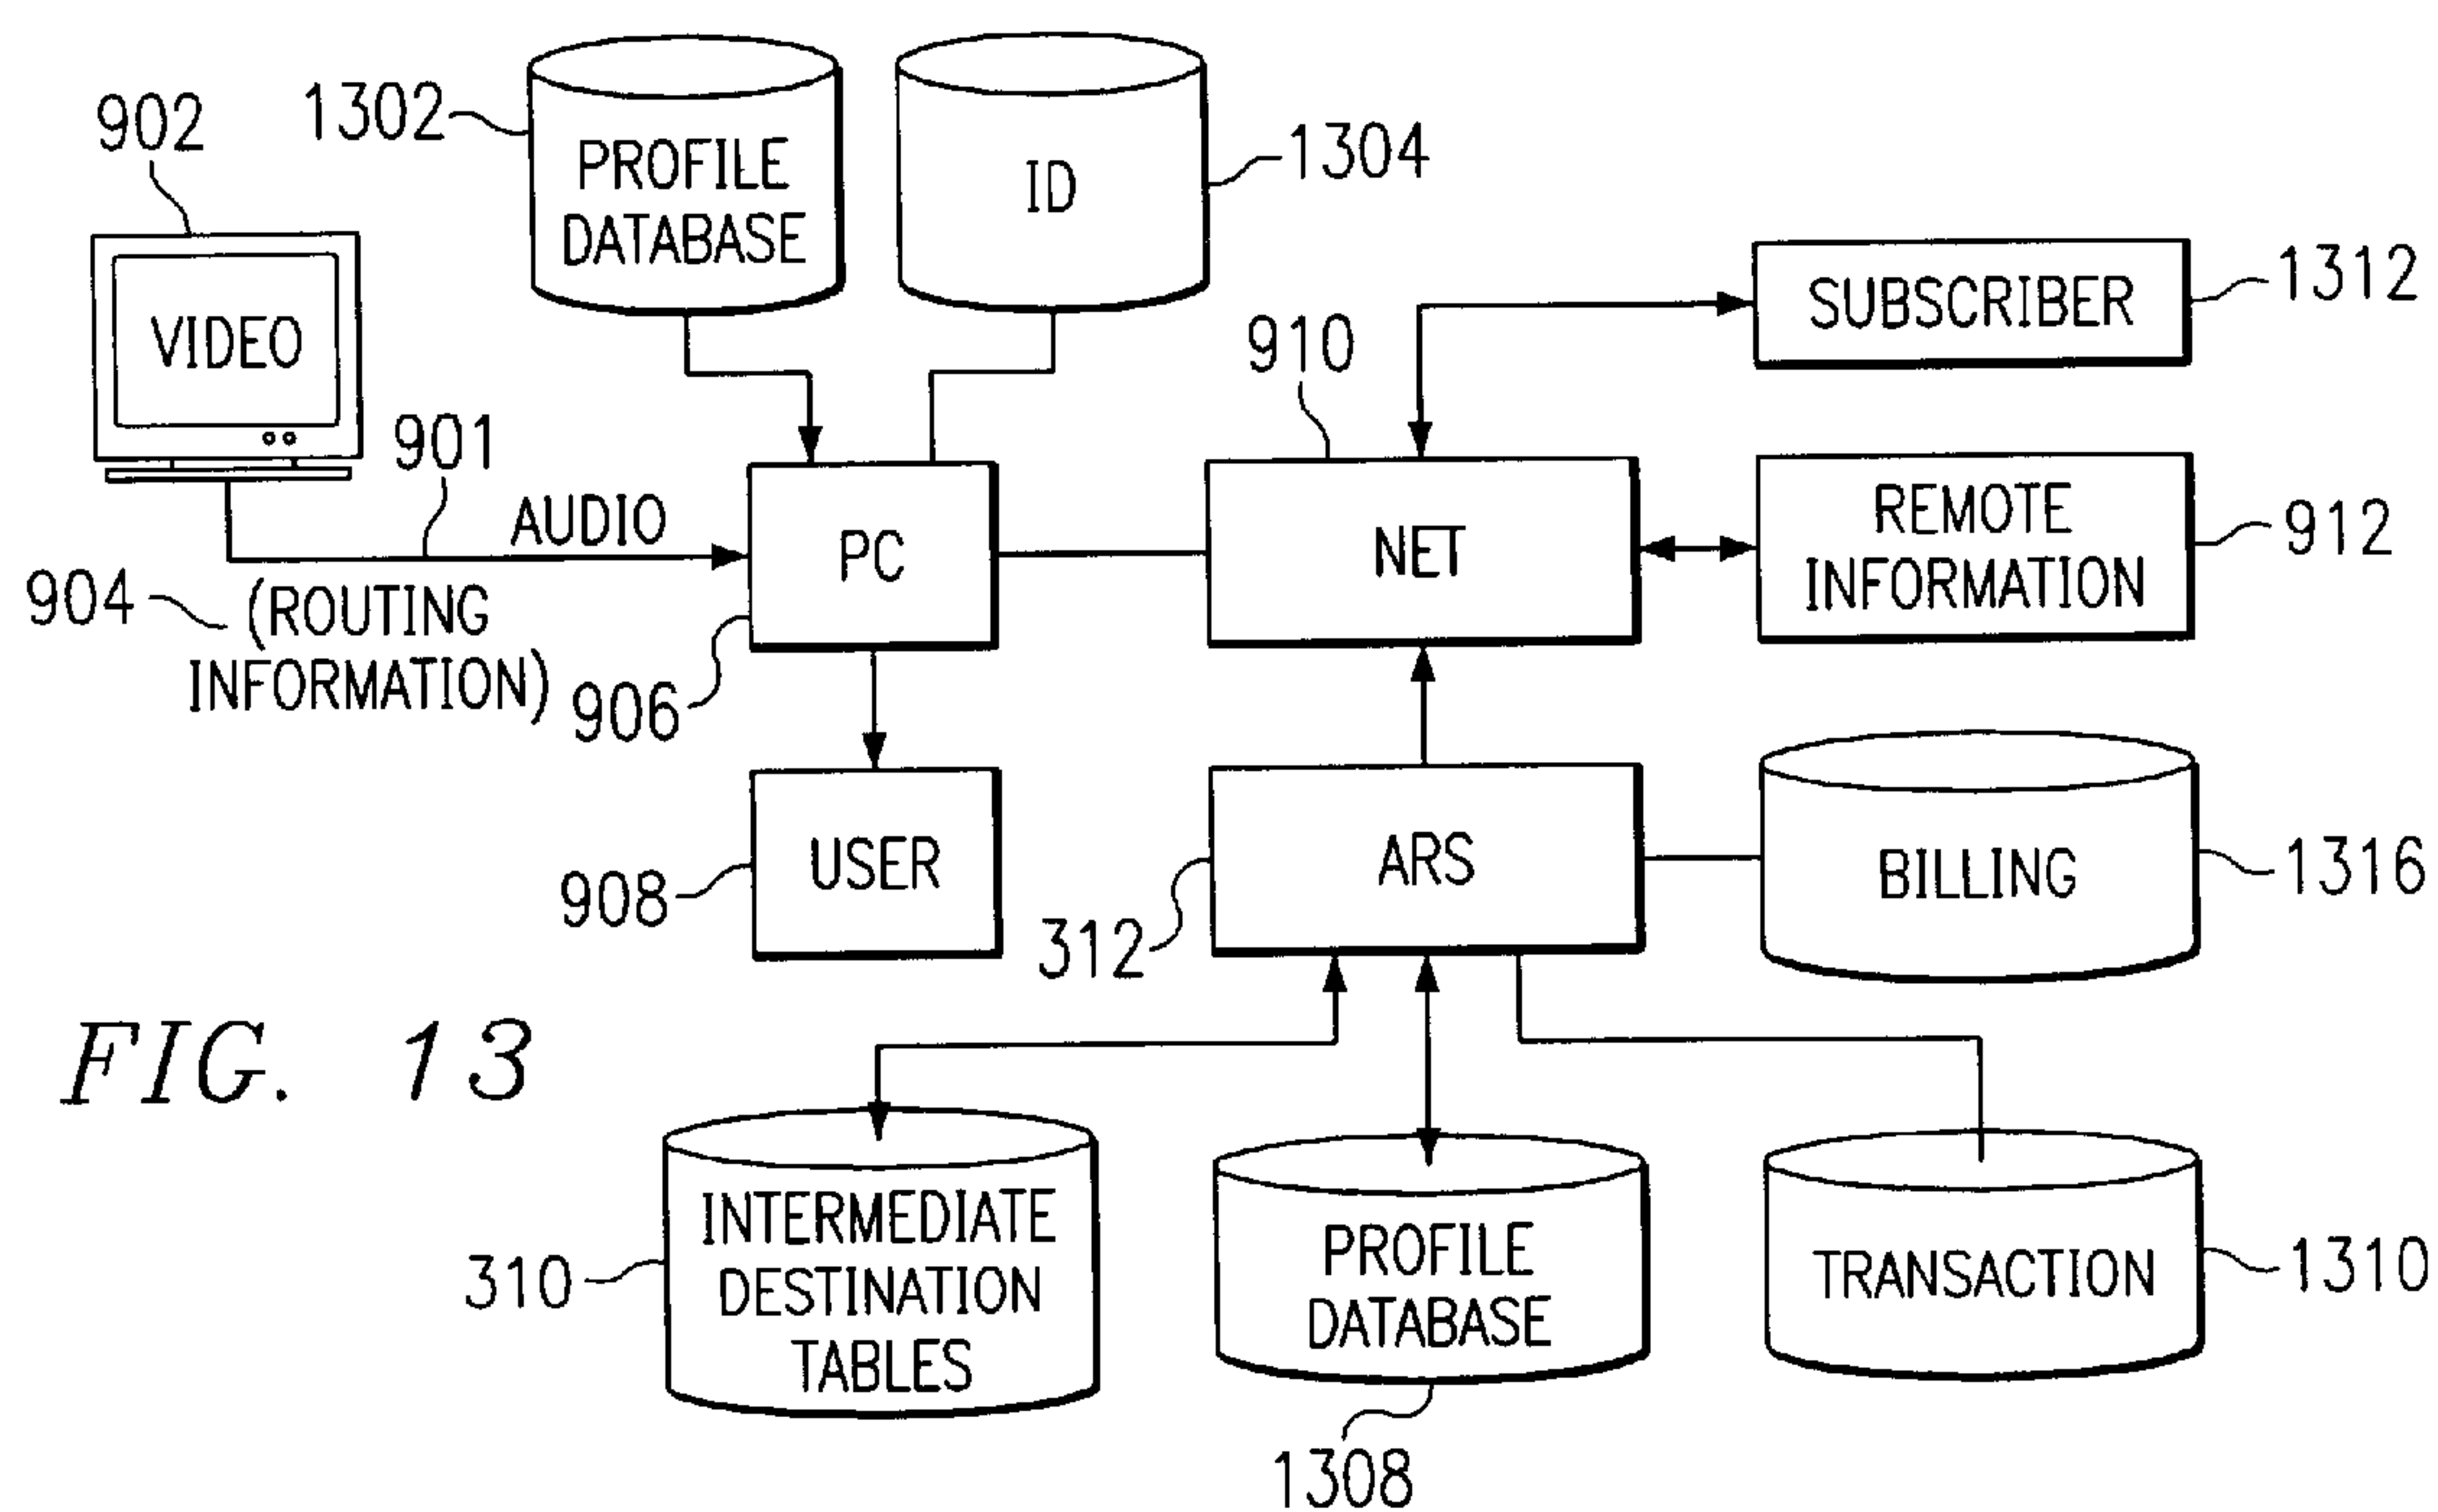 902
1302
PROFILE
DATABASE
ID
1304
VIDEO
901
AUDIO
904
(ROUTING
INFORMATION)
PC
906
910
NET
SUBSCRIBER
1312
REMOTE
INFORMATION
912
USER
908
ARS
312
BILLING
1316
FIG. 13
310
INTERMEDIATE
DESTINATION
TABLES
PROFILE
DATABASE
1308
TRANSACTION
1310